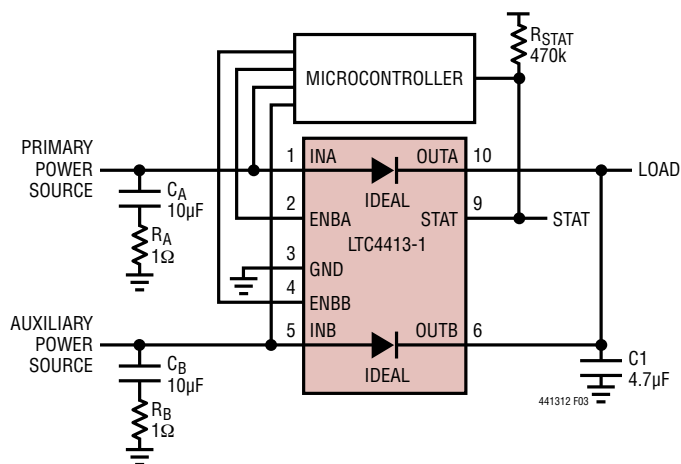 RSTAT
470k
MICROCONTROLLER
PRIMARY
POWER
SOURCE
1 INA OUTA 10
LOAD
CA
10µF
IDEAL
2 ENBA STAT 9
STAT
RA
1Ω
LTC4413-1
3 GND
4 ENBB
AUXILIARY
POWER
SOURCE
5 INB OUTB 6
CB
10µF
IDEAL
C1
4.7µF
441312 F03
RB
1Ω